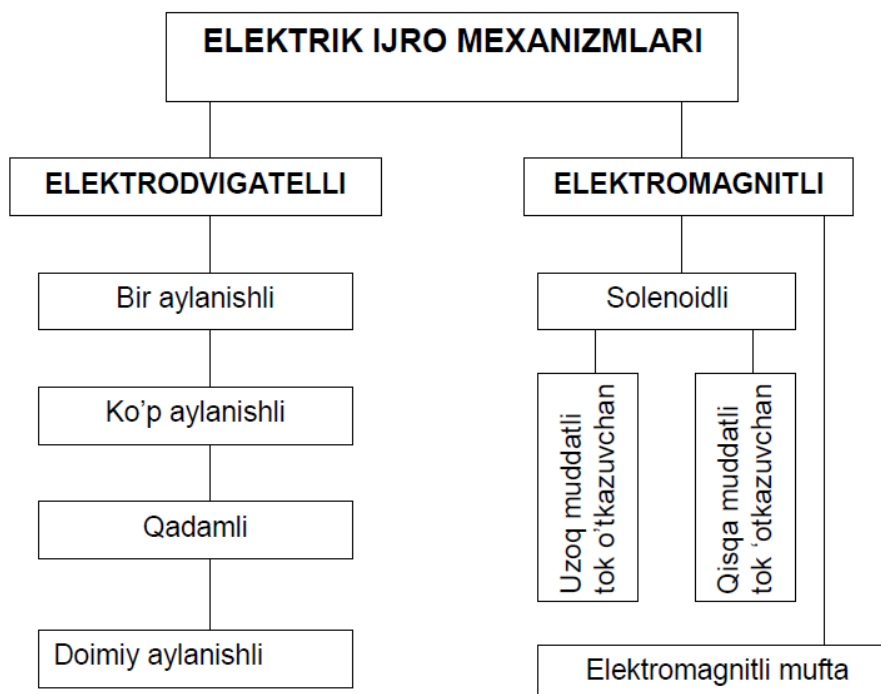 ELEKTRIK IJRO MEXANIZMLARI
ELEKTRODVIGATELLI
ELEKTROMAGNITLI
Bir aylanishli
Solenoidli
Ko’p aylanishli
Uzoq muddatli
tok o’tkazuvchan
Qisqa muddatli
tok ‘otkazuvchan
Qadamli
Doimiy aylanishli
Elektromagnitli mufta